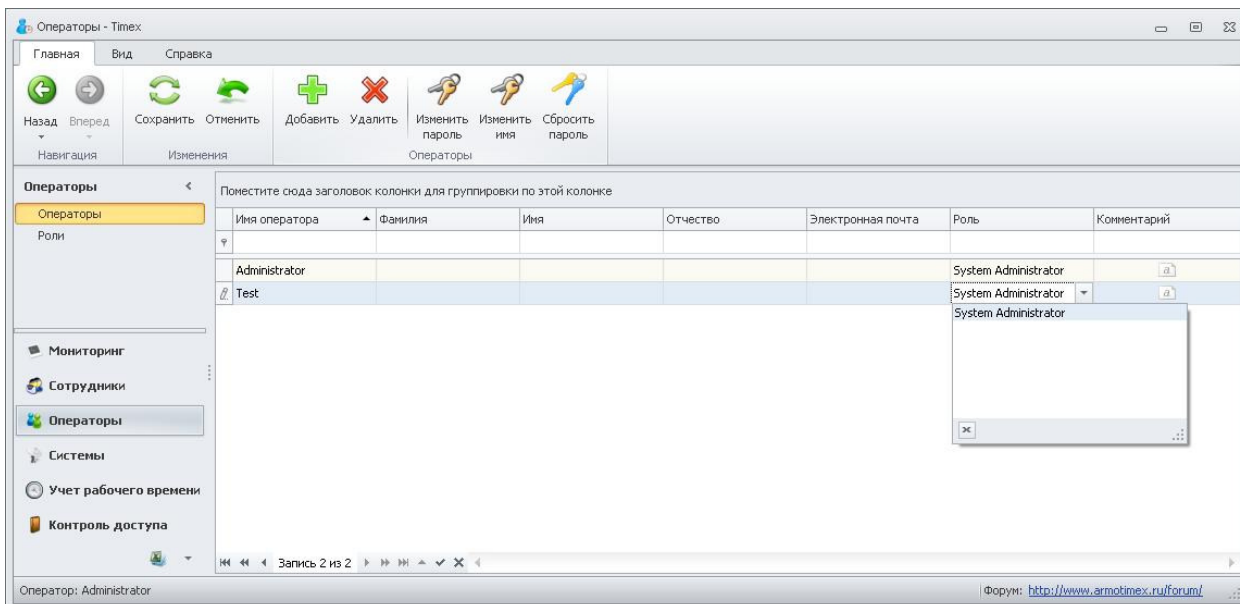 Операторы - Timex
Главная Вид Справка
Назад Вперед Сохранить Отменить Добавить Удалить Изменить пароль Изменить имя Сбросить пароль
Навигация Изменения Операторы
Операторы
Операторы
Роли
Поместите сюда заголовок колонки для группировки по этой колонке
Имя оператора Фамилия Имя Отчество Электронная почта Роль Комментарий
Administrator System Administrator a
Test System Administrator a
System Administrator
Мониторинг
Сотрудники
Операторы
Системы
Учет рабочего времени
Контроль доступа
Запись 2 из 2
Оператор: Administrator Форум: http://www.armotimex.ru/forum/